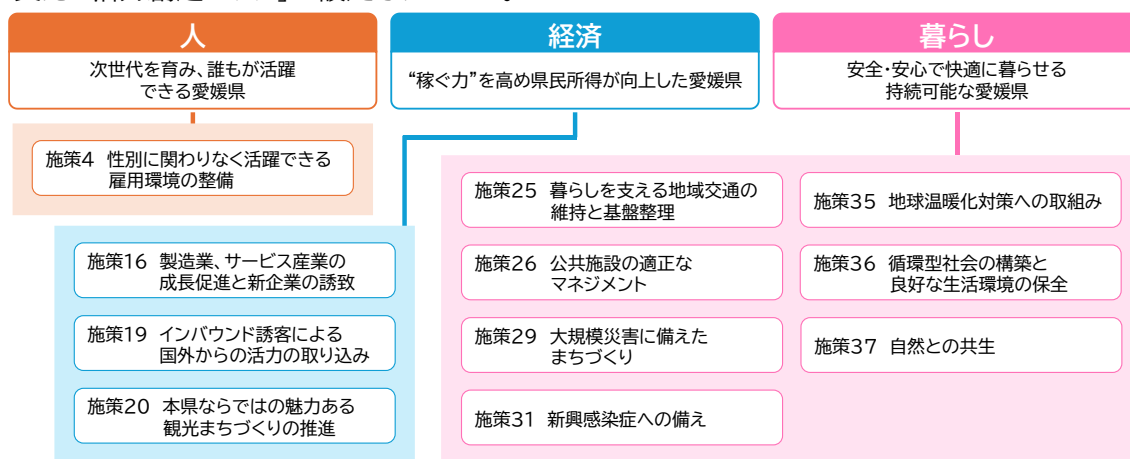 人
次世代を育み、誰もが活躍
できる愛媛県
経済
“稼ぐ力”を高め県民所得が向上した愛媛県
暮らし
安全・安心で快適に暮らせる
持続可能な愛媛県
施策4 性別に関わりなく活躍できる
雇用環境の整備
施策16 製造業、サービス産業の
成長促進と新企業の誘致
施策19 インバウンド誘客による
国外からの活力の取り込み
施策20 本県ならではの魅力ある
観光まちづくりの推進
施策25 暮らしを支える地域交通の
維持と基盤整理
施策26 公共施設の適正な
マネジメント
施策29 大規模災害に備えた
まちづくり
施策31 新興感染症への備え
施策35 地球温暖化対策への取組み
施策36 循環型社会の構築と
良好な生活環境の保全
施策37 自然との共生